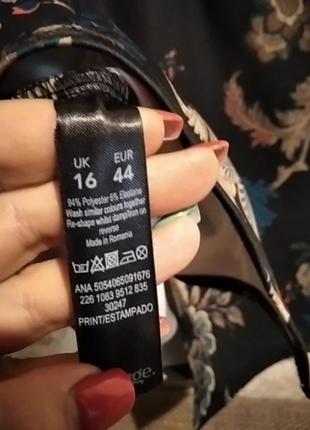 UK EUR
16 44
94% Polyester 6% Elastane
Wash similar colours together
Re-shape whilst damp/Iron on
reverse
Made in Romania
ANA 5054065091676
226 1083 9512 835
30247
PRINT/ESTAMPADO